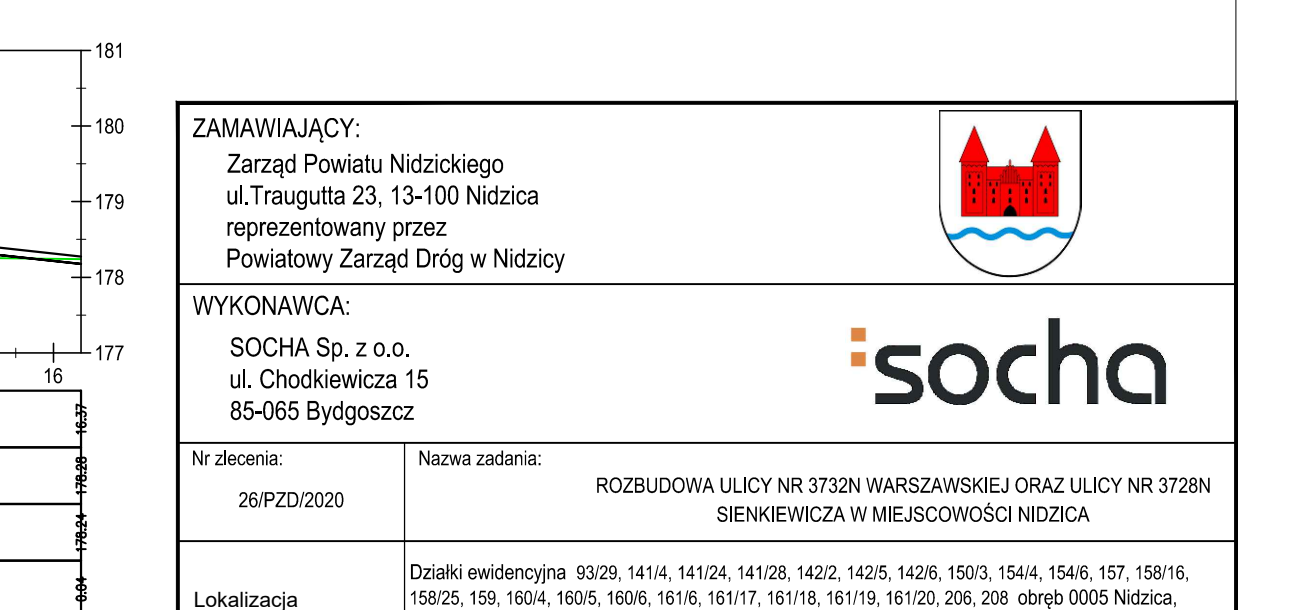 181
180
179
178
177
16
16.37
178.28
178.24
0.04
ZAMAWIAJĄCY:
Zarząd Powiatu Nidzickiego
ul.Traugutta 23, 13-100 Nidzica
reprezentowany przez
Powiatowy Zarząd Dróg w Nidzicy
WYKONAWCA:
SOCHA Sp. z o.o.
ul. Chodkiewicza 15
85-065 Bydgoszcz
socha
Nr zlecenia:
26/PZD/2020
Nazwa zadania:
ROZBUDOWA ULICY NR 3732N WARSZAWSKIEJ ORAZ ULICY NR 3728N
SIENKIEWICZA W MIEJSCOWOŚCI NIDZICA
Lokalizacja
Działki ewidencyjna 93/29, 141/4, 141/24, 141/28, 142/2, 142/5, 142/6, 150/3, 154/4, 154/6, 157, 158/16,
158/25, 159, 160/4, 160/5, 160/6, 161/6, 161/17, 161/18, 161/19, 161/20, 206, 208 obręb 0005 Nidzica,